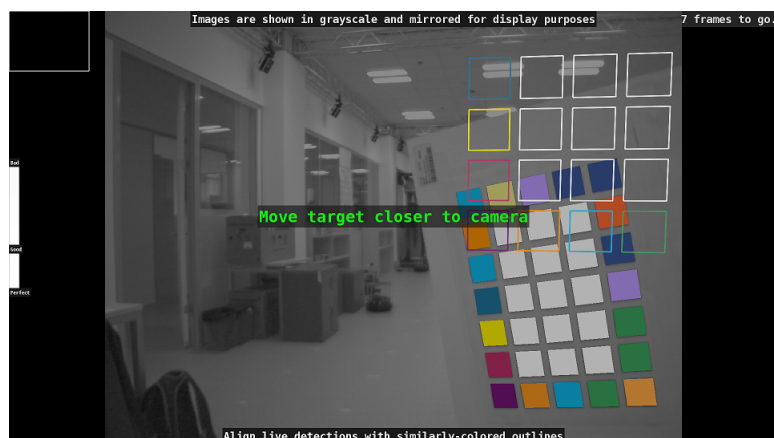 Images are shown in grayscale and mirrored for display purposes
7 frames to go.
Bad
Move target closer to camera
Good
Perfect
Align live detections with similarly-colored outlines